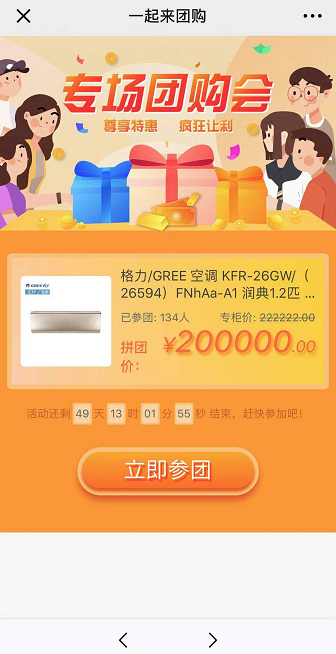 一起来团购
专场团购会
尊享特惠 疯狂让利
GREE 格力
格力/GREE 空调 KFR-26GW/（
26594）FNhAa-A1 润典1.2匹 ...
已参团: 134人 专柜价: 222222.00
拼团价: ¥200000.00
活动还剩 49 天 13 时 01 分 55 秒 结束，赶快参加吧！
立即参团